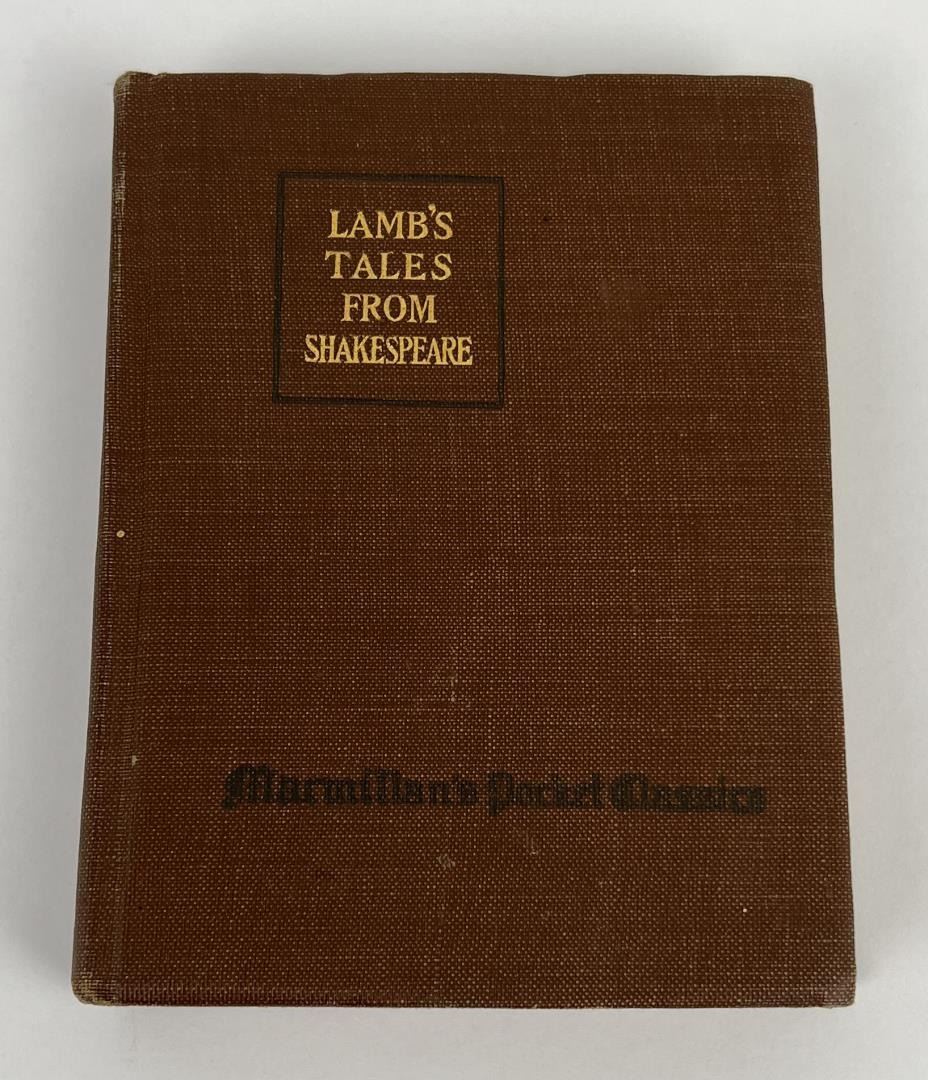 LAMB'S
TALES
FROM
SHAKESPEARE
Macmillan's Pocket Classics